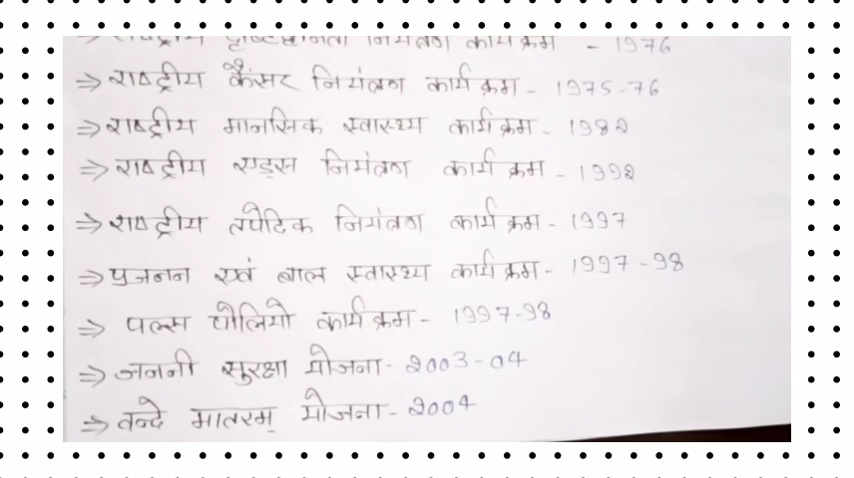 ⇒ राष्ट्रीय दृष्टिहीनता नियंत्रण कार्यक्रम - 1976
⇒ राष्ट्रीय कैंसर नियंत्रण कार्यक्रम - 1975-76
⇒ राष्ट्रीय मानसिक स्वास्थ्य कार्यक्रम - 1982
⇒ राष्ट्रीय एड्स नियंत्रण कार्यक्रम - 1992
⇒ राष्ट्रीय तपेदिक नियंत्रण कार्यक्रम - 1997
⇒ प्रजनन एवं बाल स्वास्थ्य कार्यक्रम - 1997-98
⇒ पल्स पोलियो कार्यक्रम - 1997-98
⇒ जननी सुरक्षा योजना - 2003-04
⇒ वन्दे मातरम् योजना - 2004